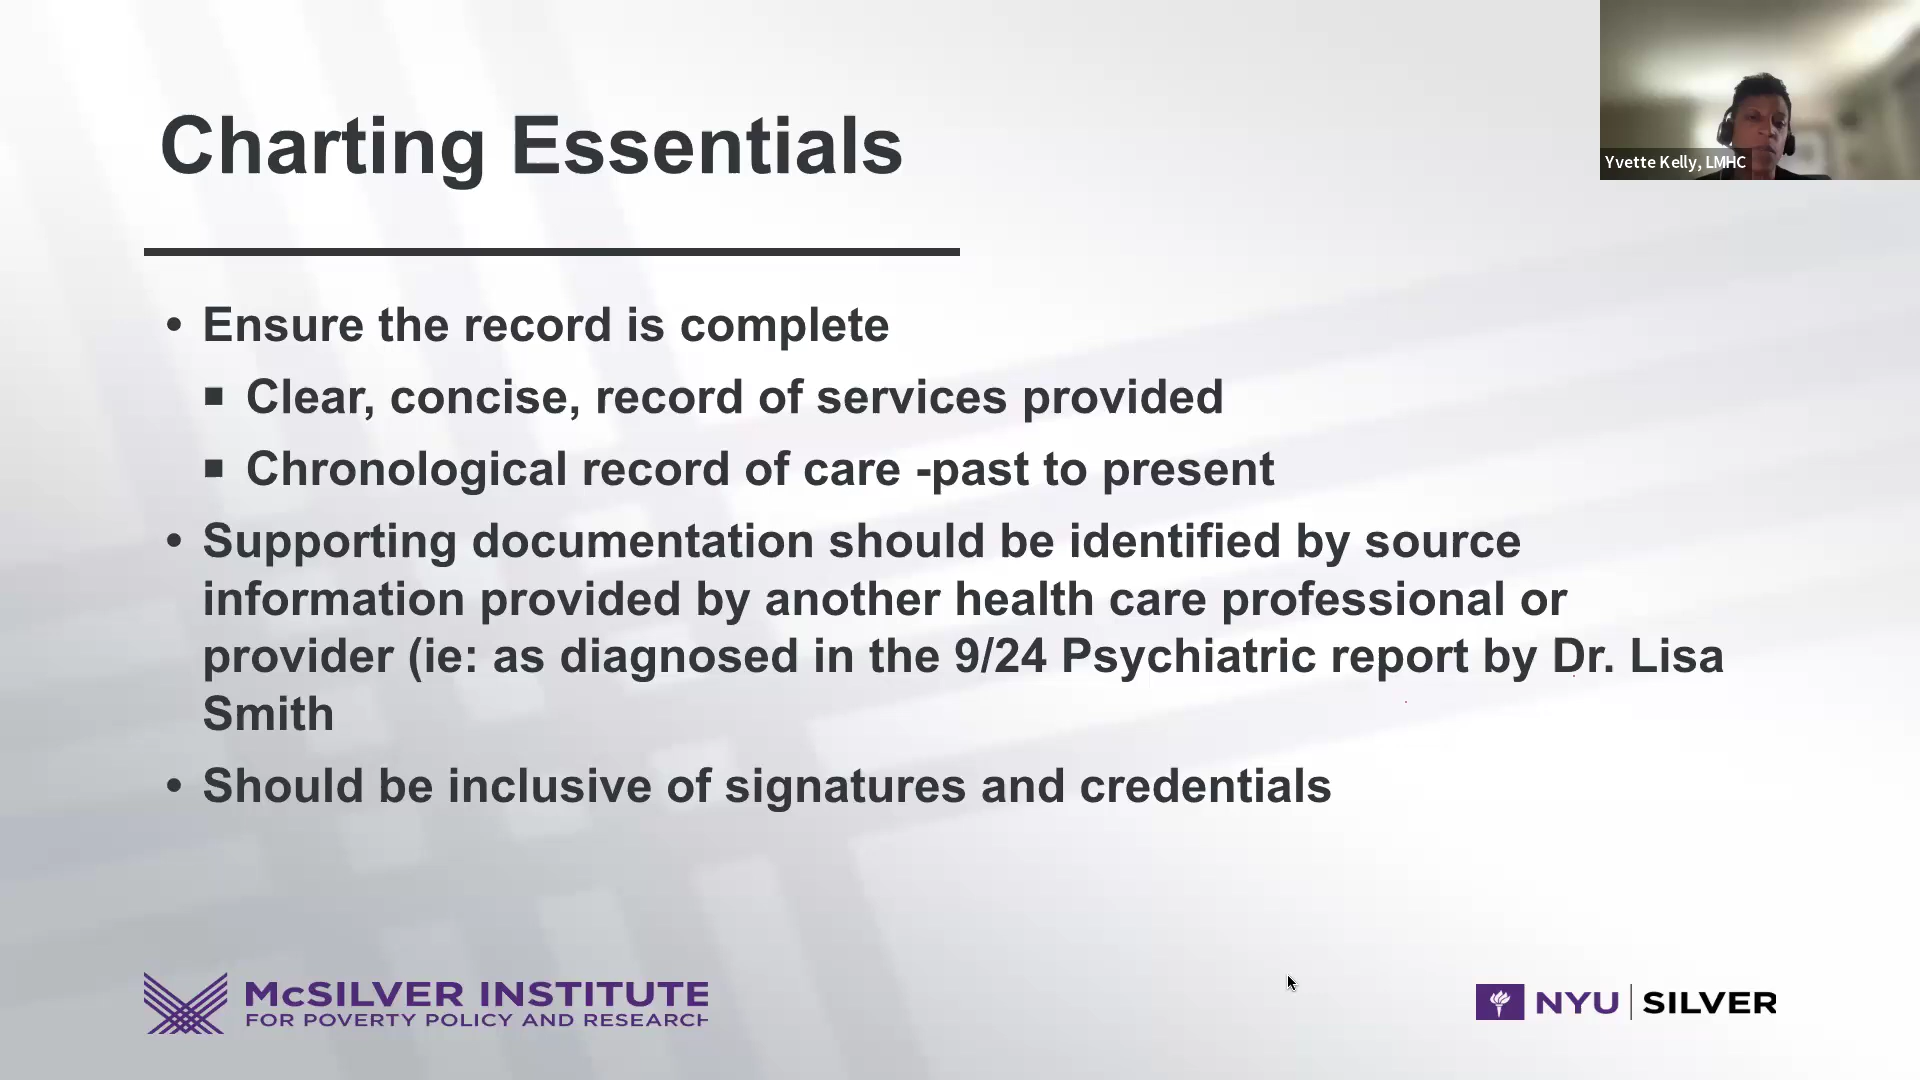 Charting Essentials
Yvette Kelly, LMHC
• Ensure the record is complete
▪ Clear, concise, record of services provided
▪ Chronological record of care -past to present
• Supporting documentation should be identified by source
information provided by another health care professional or
provider (ie: as diagnosed in the 9/24 Psychiatric report by Dr. Lisa
Smith
• Should be inclusive of signatures and credentials
McSILVER INSTITUTE
FOR POVERTY POLICY AND RESEARCH
NYU SILVER